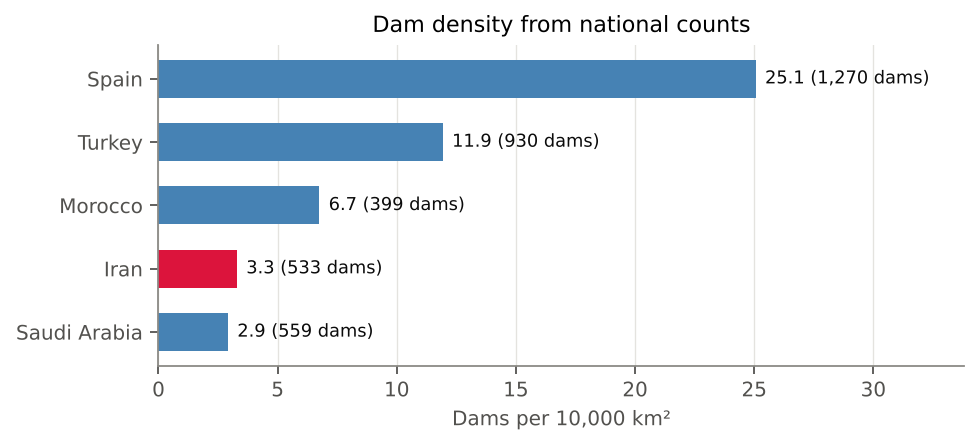 Dam density from national counts
Spain 25.1 (1,270 dams)
Turkey 11.9 (930 dams)
Morocco 6.7 (399 dams)
Iran 3.3 (533 dams)
Saudi Arabia 2.9 (559 dams)
0 5 10 15 20 25 30
Dams per 10,000 km²